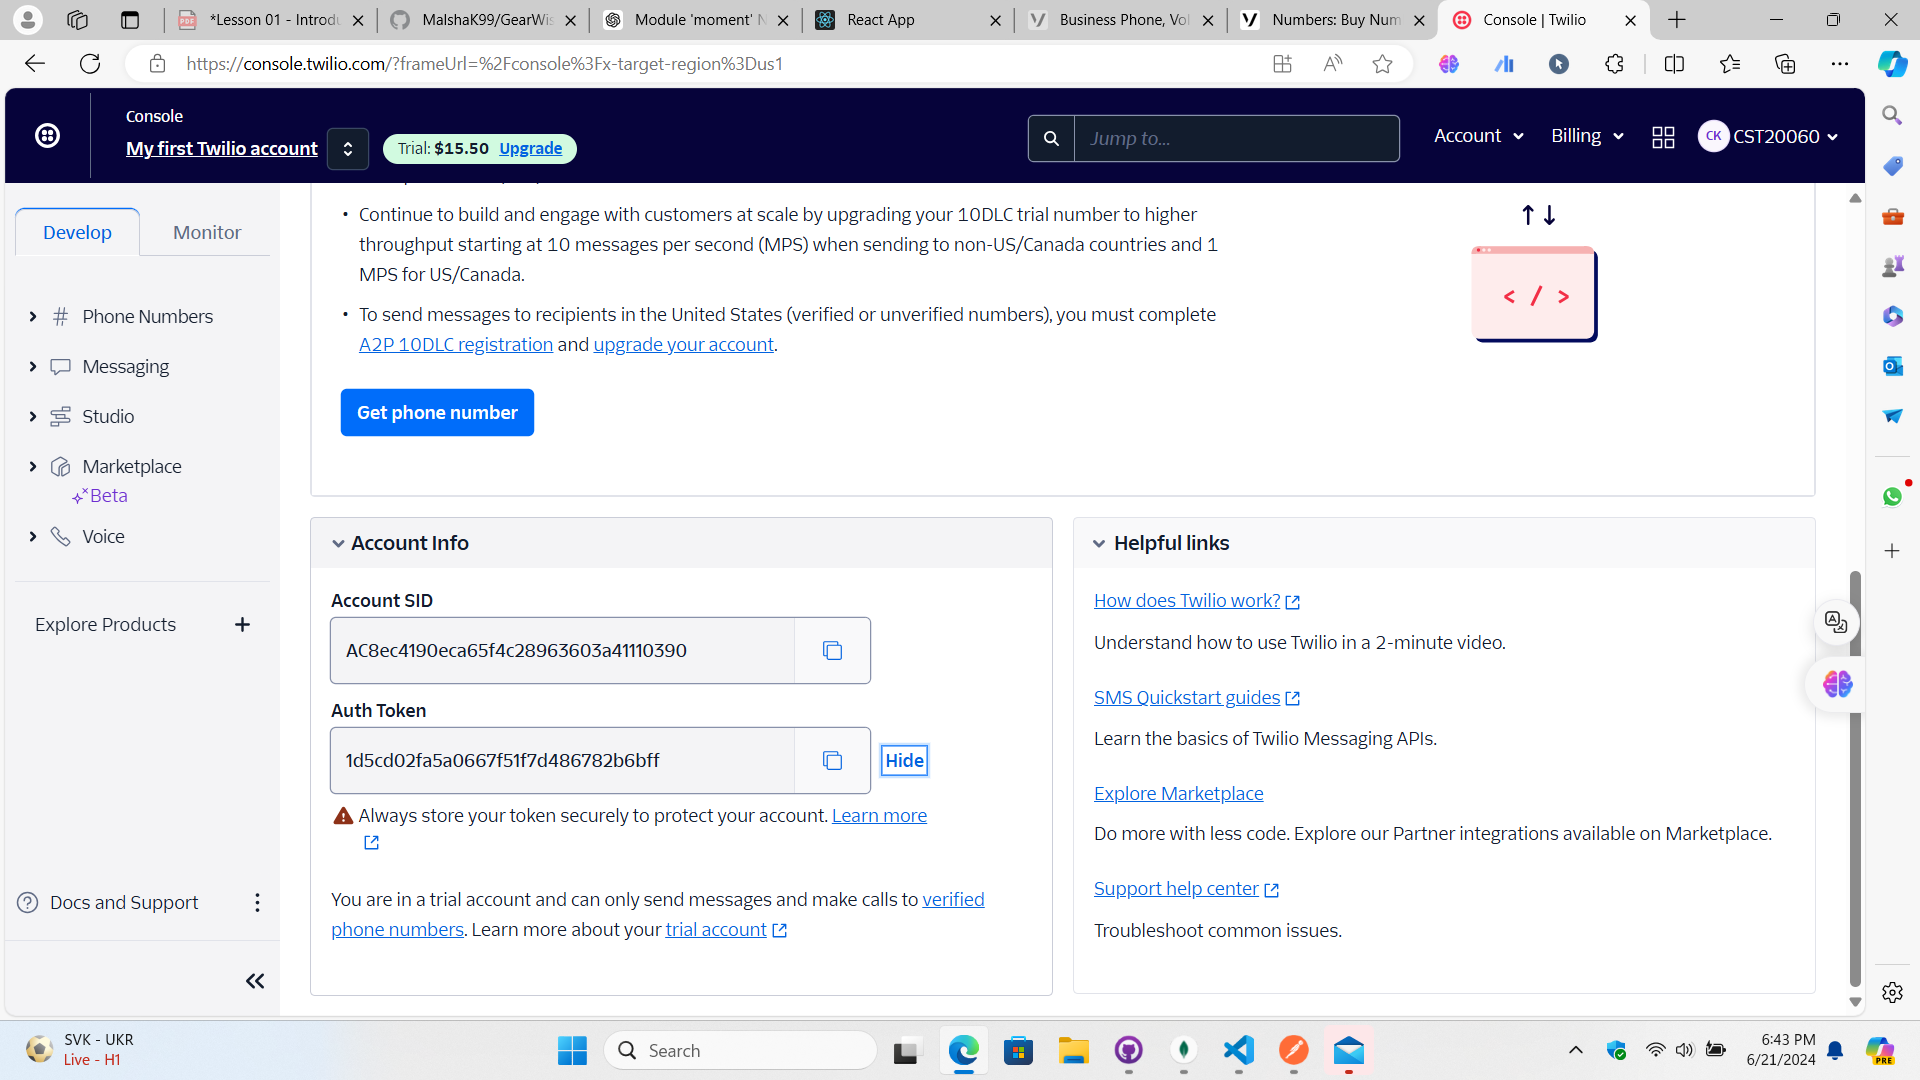 *Lesson 01 - Introdu
MalshaK99/GearWis
Module 'moment' N
React App
Business Phone, Vol
Numbers: Buy Num
Console | Twilio
https://console.twilio.com/?frameUrl=%2Fconsole%3Fx-target-region%3Dus1
Console
My first Twilio account
Trial: $15.50 Upgrade
Jump to...
Account
Billing
CK CST20060
Develop
Monitor
Phone Numbers
Messaging
Studio
Marketplace
Beta
Voice
Explore Products
Docs and Support
• Continue to build and engage with customers at scale by upgrading your 10DLC trial number to higher
throughput starting at 10 messages per second (MPS) when sending to non-US/Canada countries and 1
MPS for US/Canada.
• To send messages to recipients in the United States (verified or unverified numbers), you must complete
A2P 10DLC registration and upgrade your account.
Get phone number
< / >
Account Info
Account SID
AC8ec4190eca65f4c28963603a41110390
Auth Token
1d5cd02fa5a0667f51f7d486782b6bff
Hide
Always store your token securely to protect your account. Learn more
You are in a trial account and can only send messages and make calls to verified
phone numbers. Learn more about your trial account
Helpful links
How does Twilio work?
Understand how to use Twilio in a 2-minute video.
SMS Quickstart guides
Learn the basics of Twilio Messaging APIs.
Explore Marketplace
Do more with less code. Explore our Partner integrations available on Marketplace.
Support help center
Troubleshoot common issues.
SVK - UKR
Live - H1
Search
6:43 PM
6/21/2024
PRE